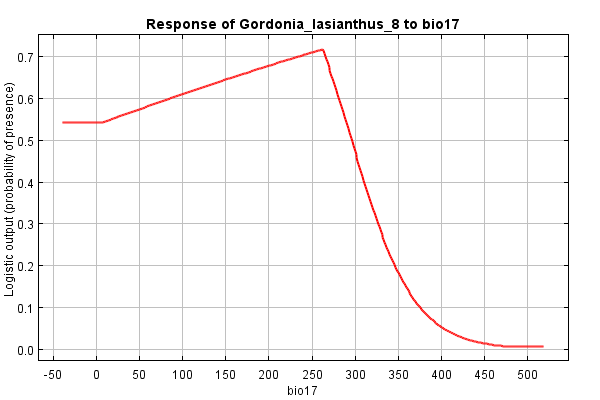 Response of Gordonia_lasianthus_8 to bio17
Logistic output (probability of presence)
0.7
0.6
0.5
0.4
0.3
0.2
0.1
0.0
-50 0 50 100 150 200 250 300 350 400 450 500
bio17